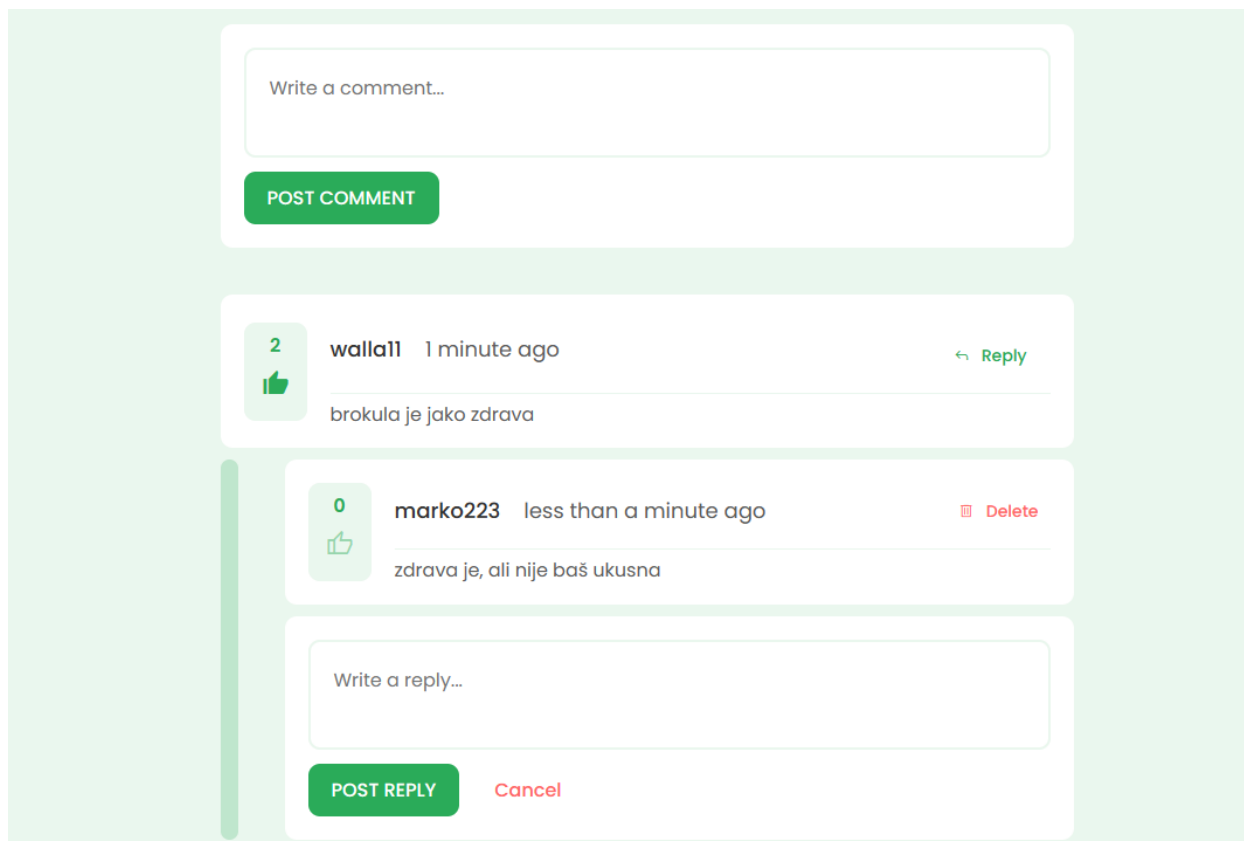 Write a comment...
POST COMMENT
2 walla11 1 minute ago Reply
brokula je jako zdrava
0 marko223 less than a minute ago Delete
zdrava je, ali nije baš ukusna
Write a reply...
POST REPLY Cancel